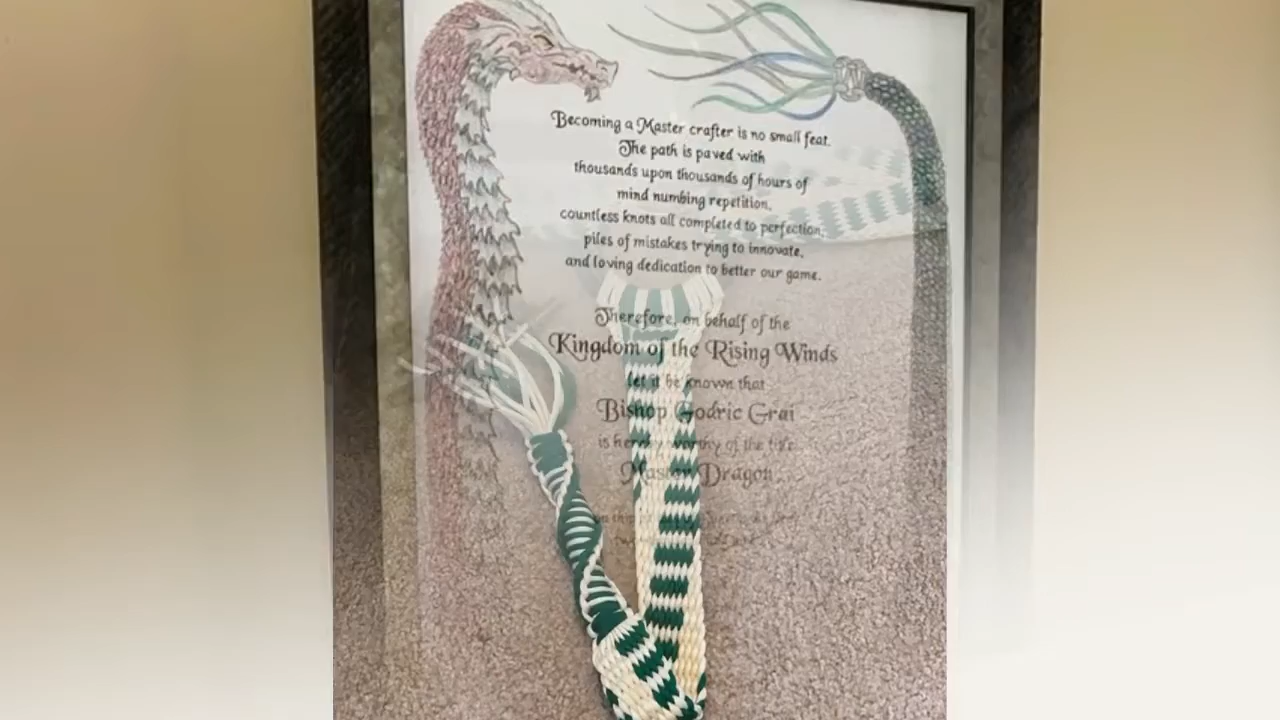 Becoming a Master crafter is no small feat.
The path is paved with
thousands upon thousands of hours of
mind numbing repetition,
countless knots all completed to perfection,
piles of mistakes trying to innovate,
and loving dedication to better our game.
Therefore, on behalf of the
Kingdom of the Rising Winds
let it be known that
Bishop Godric Grai
is hereby worthy of the title
Master Dragon